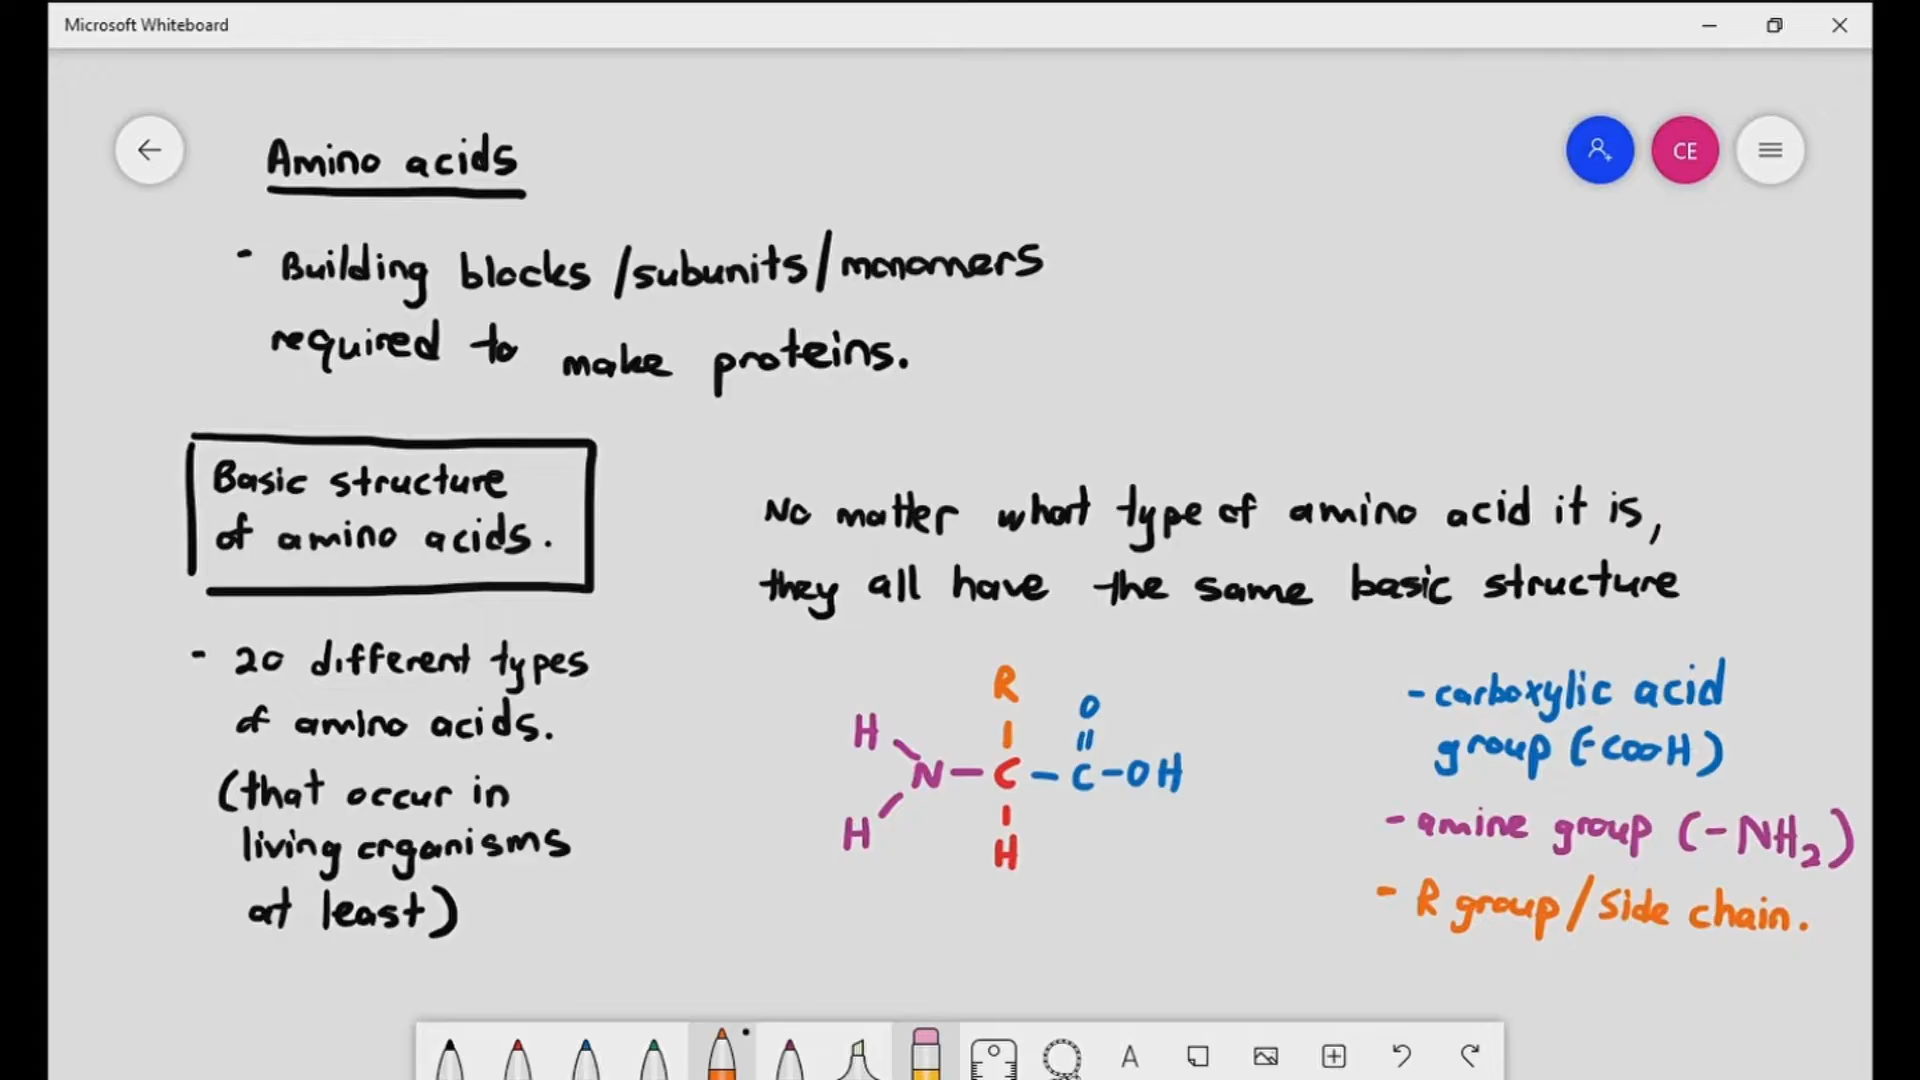 Microsoft Whiteboard
CE
Amino acids
- Building blocks /subunits/monomers
required to make proteins.
Basic structure
of amino acids.
No matter what type of amino acid it is,
they all have the same basic structure
- 20 different types
of amino acids.
(that occur in
living organisms
at least)
R
H O
N - C - C - OH
H H
- carboxylic acid
group (-COOH)
- amine group (-NH₂)
- R group/side chain.
A